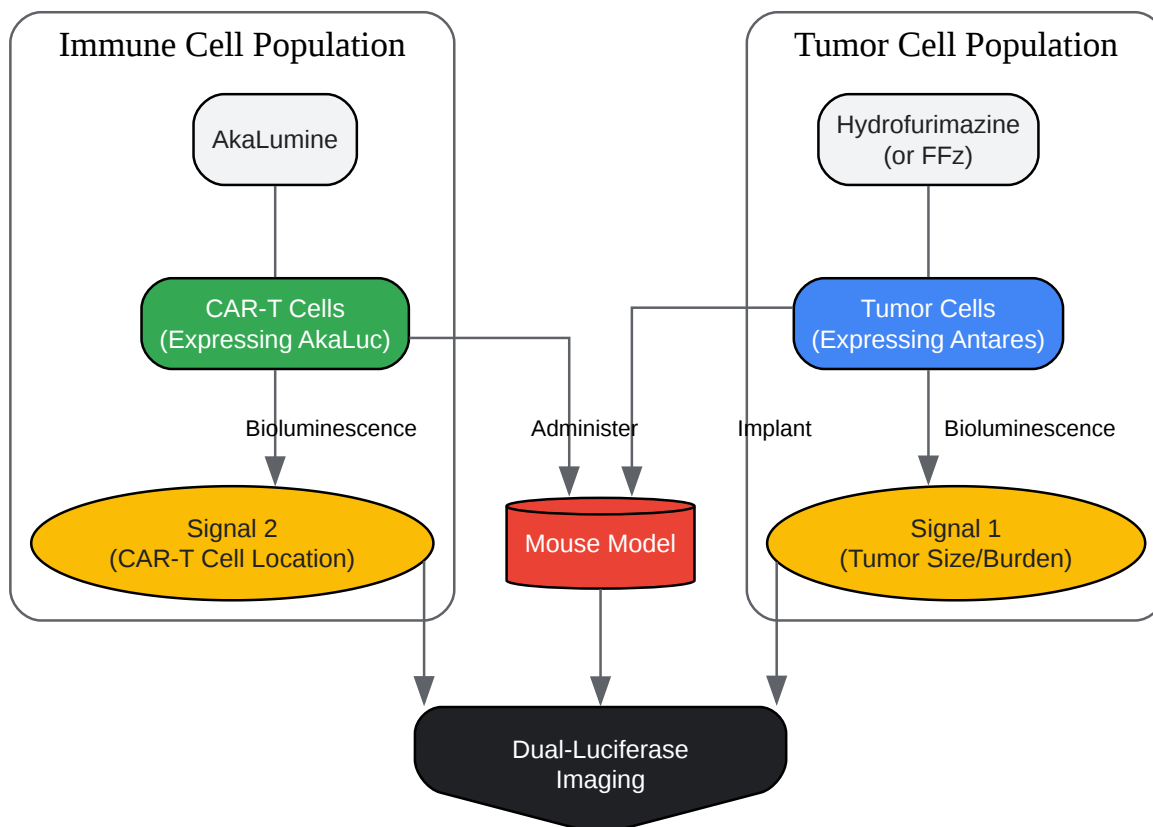 Immune Cell Population
Tumor Cell Population
AkaLumine
Hydrofurimazine
(or FFz)
CAR-T Cells
(Expressing AkaLuc)
Tumor Cells
(Expressing Antares)
Bioluminescence
Administer
Implant
Bioluminescence
Signal 2
(CAR-T Cell Location)
Mouse Model
Signal 1
(Tumor Size/Burden)
Dual-Luciferase
Imaging